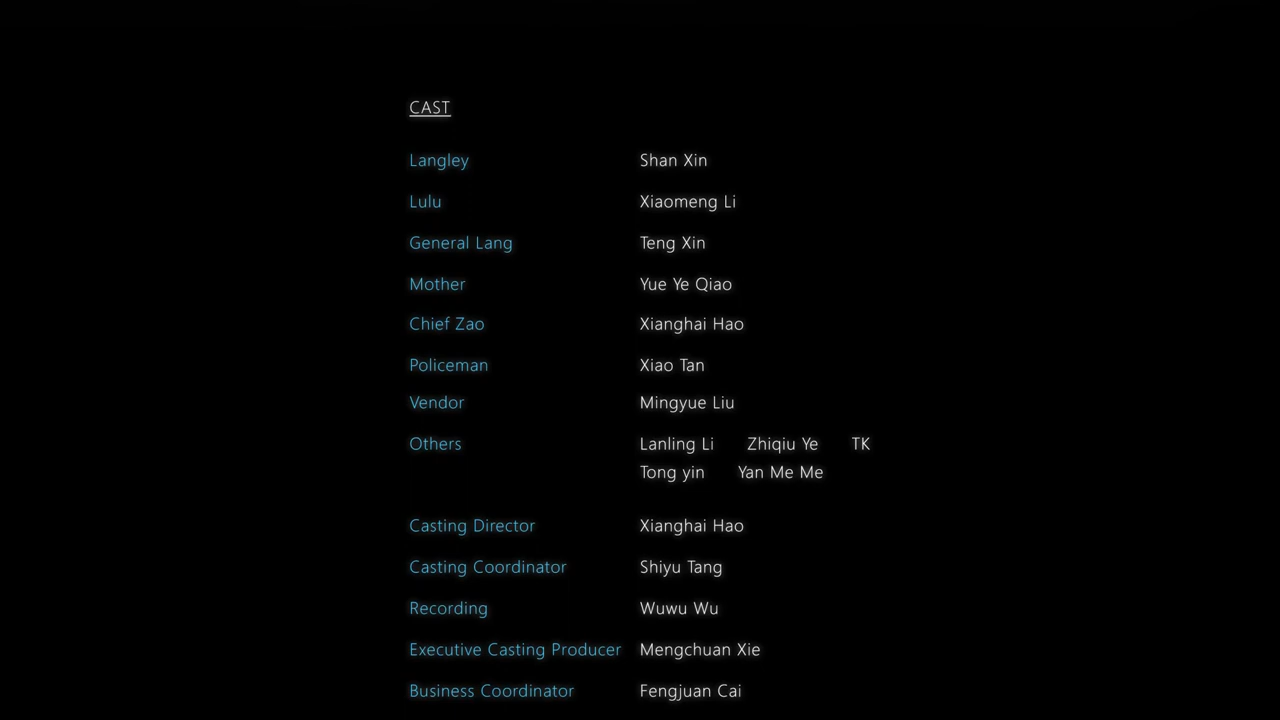 CAST
Langley Shan Xin
Lulu Xiaomeng Li
General Lang Teng Xin
Mother Yue Ye Qiao
Chief Zao Xianghai Hao
Policeman Xiao Tan
Vendor Mingyue Liu
Others Lanling Li Zhiqiu Ye TK
Tong yin Yan Me Me
Casting Director Xianghai Hao
Casting Coordinator Shiyu Tang
Recording Wuwu Wu
Executive Casting Producer Mengchuan Xie
Business Coordinator Fengjuan Cai